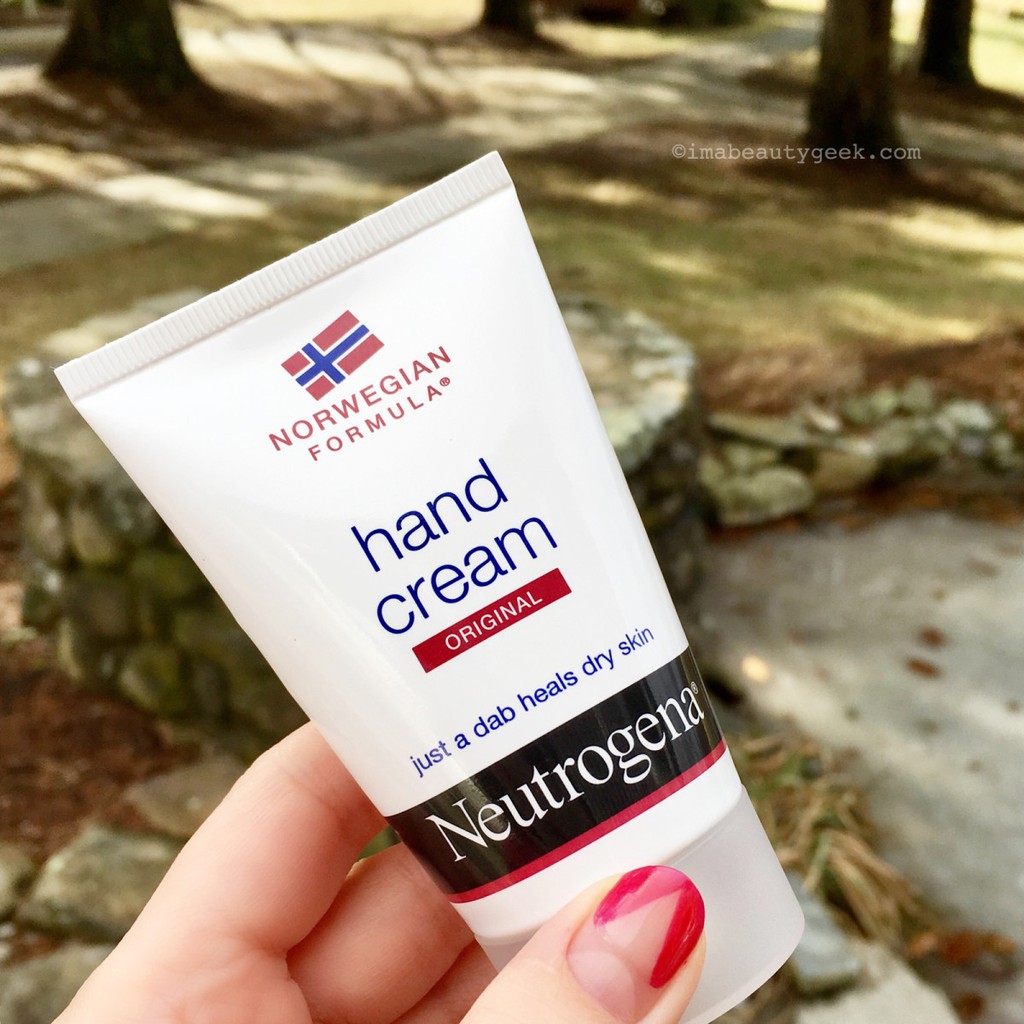 ©imabeautygeek.com
NORWEGIAN
FORMULA®
hand
cream
ORIGINAL
just a dab heals dry skin
Neutrogena®